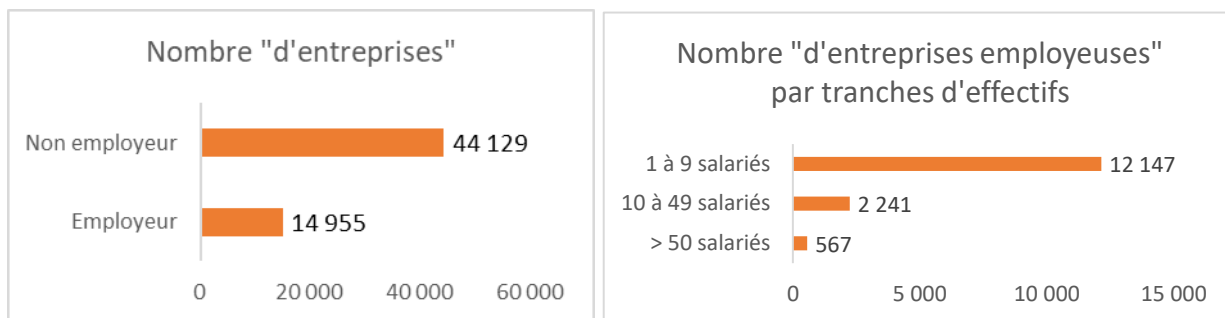 Nombre "d'entreprises"
Non employeur
44 129
Employeur
14 955
0 20 000 40 000 60 000
Nombre "d'entreprises employeuses"
par tranches d'effectifs
1 à 9 salariés
12 147
10 à 49 salariés
2 241
> 50 salariés
567
0 5 000 10 000 15 000